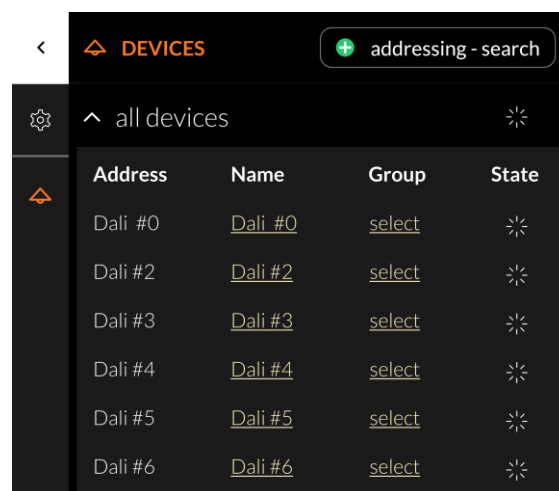 DEVICES addressing - search
all devices
Address Name Group State
Dali #0 Dali #0 select
Dali #2 Dali #2 select
Dali #3 Dali #3 select
Dali #4 Dali #4 select
Dali #5 Dali #5 select
Dali #6 Dali #6 select